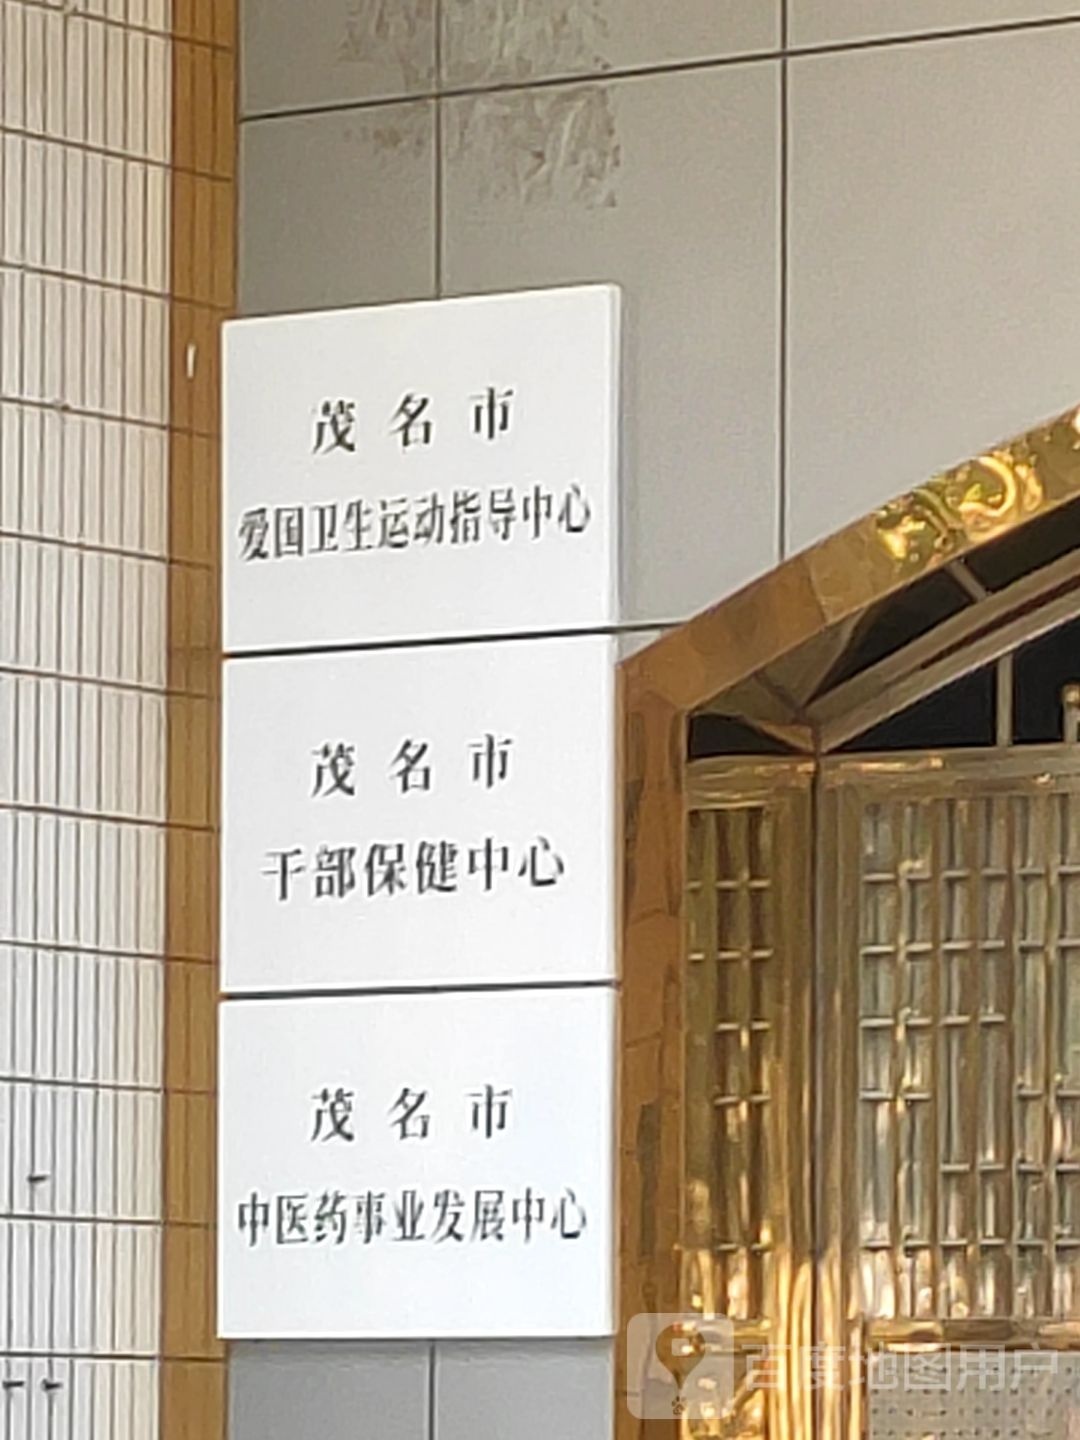 茂名市
爱国卫生运动指导中心
茂名市
干部保健中心
茂名市
中医药事业发展中心
百度地图用户